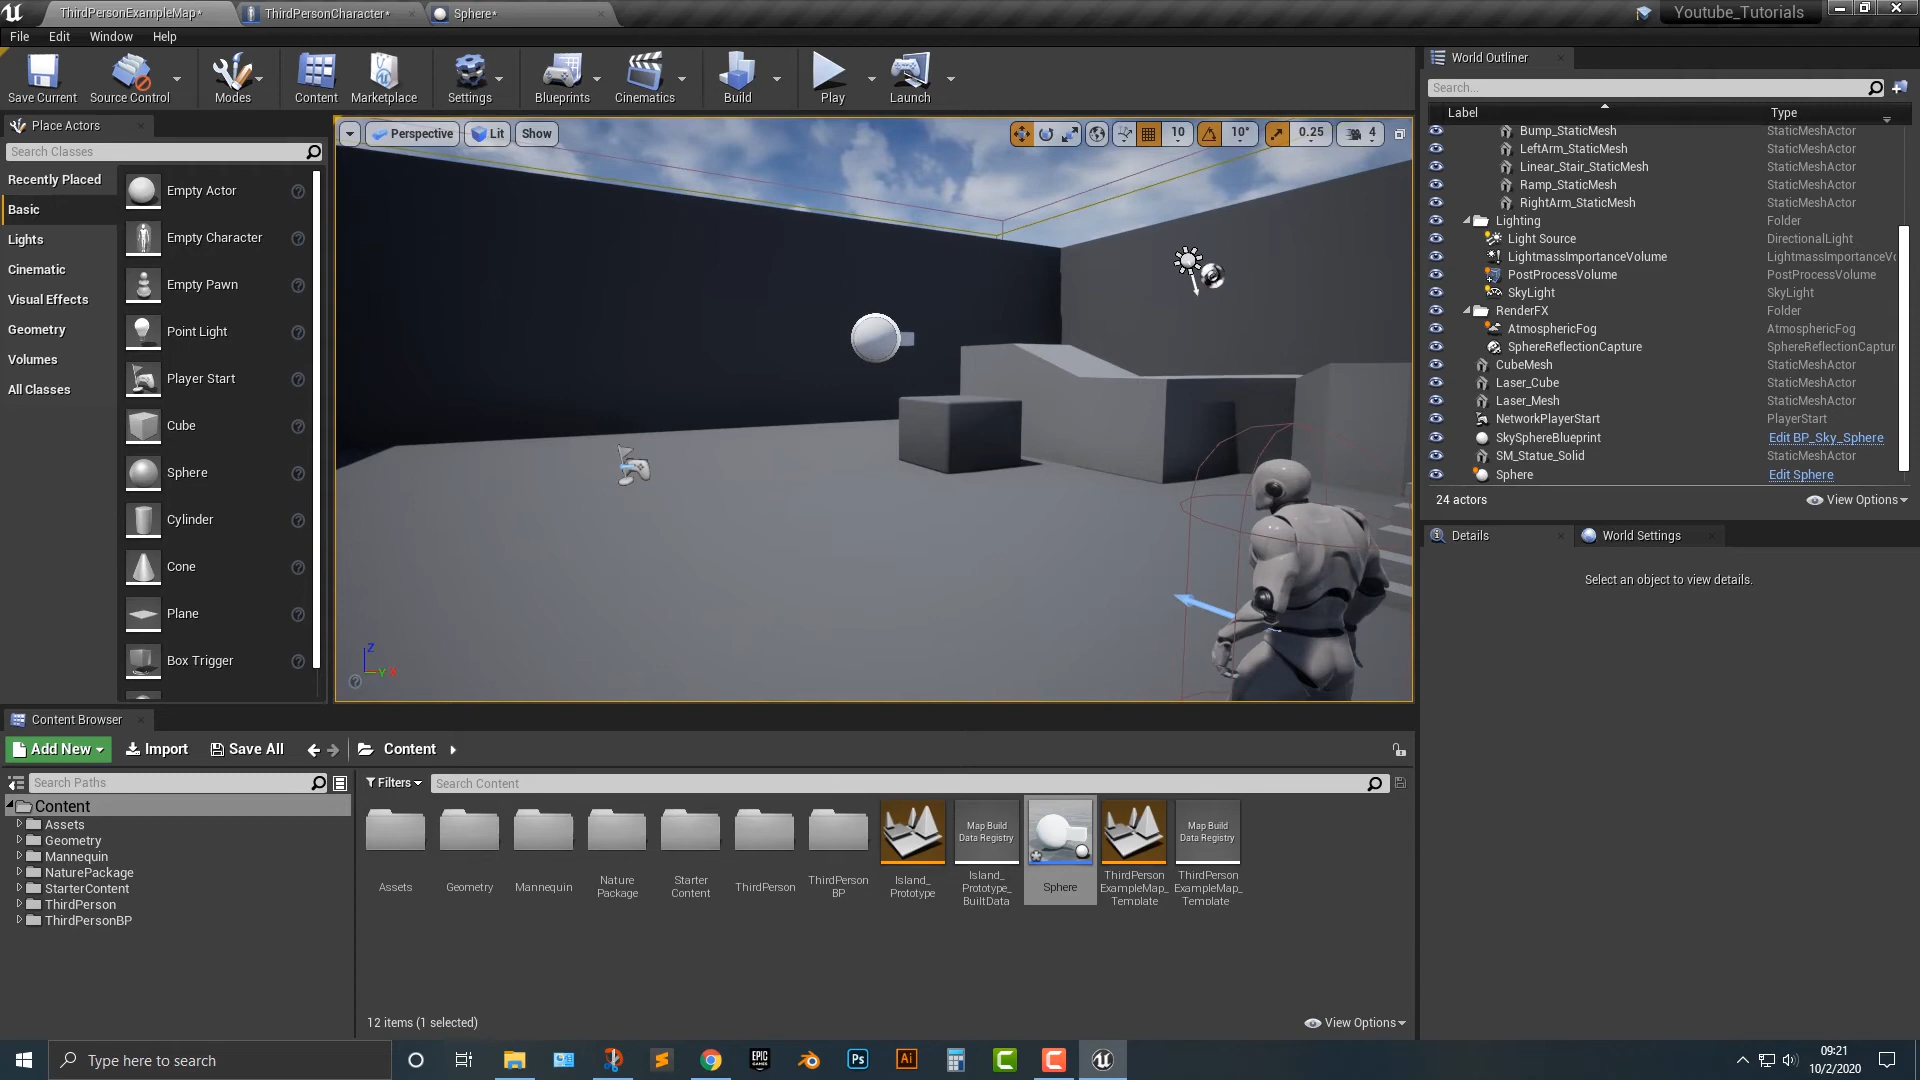 ThirdPersonExampleMap*
ThirdPersonCharacter*
Sphere*
Youtube_Tutorials
File Edit Window Help
Save Current
Source Control
Modes
Content
Marketplace
Settings
Blueprints
Cinematics
Build
Play
Launch
Place Actors
Search Classes
Recently Placed
Basic
Lights
Cinematic
Visual Effects
Geometry
Volumes
All Classes
Empty Actor
Empty Character
Empty Pawn
Point Light
Player Start
Cube
Sphere
Cylinder
Cone
Plane
Box Trigger
Perspective Lit Show
10 10° 0.25 4
Z
Y
World Outliner
Search...
Label Type
Bump_StaticMesh StaticMeshActor
LeftArm_StaticMesh StaticMeshActor
Linear_Stair_StaticMesh StaticMeshActor
Ramp_StaticMesh StaticMeshActor
RightArm_StaticMesh StaticMeshActor
Lighting Folder
Light Source DirectionalLight
LightmassImportanceVolume LightmassImportanceVo
PostProcessVolume PostProcessVolume
SkyLight SkyLight
RenderFX Folder
AtmosphericFog AtmosphericFog
SphereReflectionCapture SphereReflectionCaptur
CubeMesh StaticMeshActor
Laser_Cube StaticMeshActor
Laser_Mesh StaticMeshActor
NetworkPlayerStart PlayerStart
SkySphereBlueprint Edit BP_Sky_Sphere
SM_Statue_Solid StaticMeshActor
Sphere Edit Sphere
24 actors View Options
Details World Settings
Select an object to view details.
Content Browser
Add New Import Save All Content
Search Paths
Content
Assets
Geometry
Mannequin
NaturePackage
StarterContent
ThirdPerson
ThirdPersonBP
Filters Search Content
Assets
Geometry
Mannequin
Nature
Package
Starter
Content
ThirdPerson
ThirdPerson
BP
Island_
Prototype
Map Build
Data Registry
Island_
Prototype_
BuiltData
Sphere
ThirdPerson
ExampleMap_
Template
Map Build
Data Registry
ThirdPerson
ExampleMap_
Template
12 items (1 selected) View Options
Type here to search
EPIC
GAMES
Ps
Ai
09:21
10/2/2020